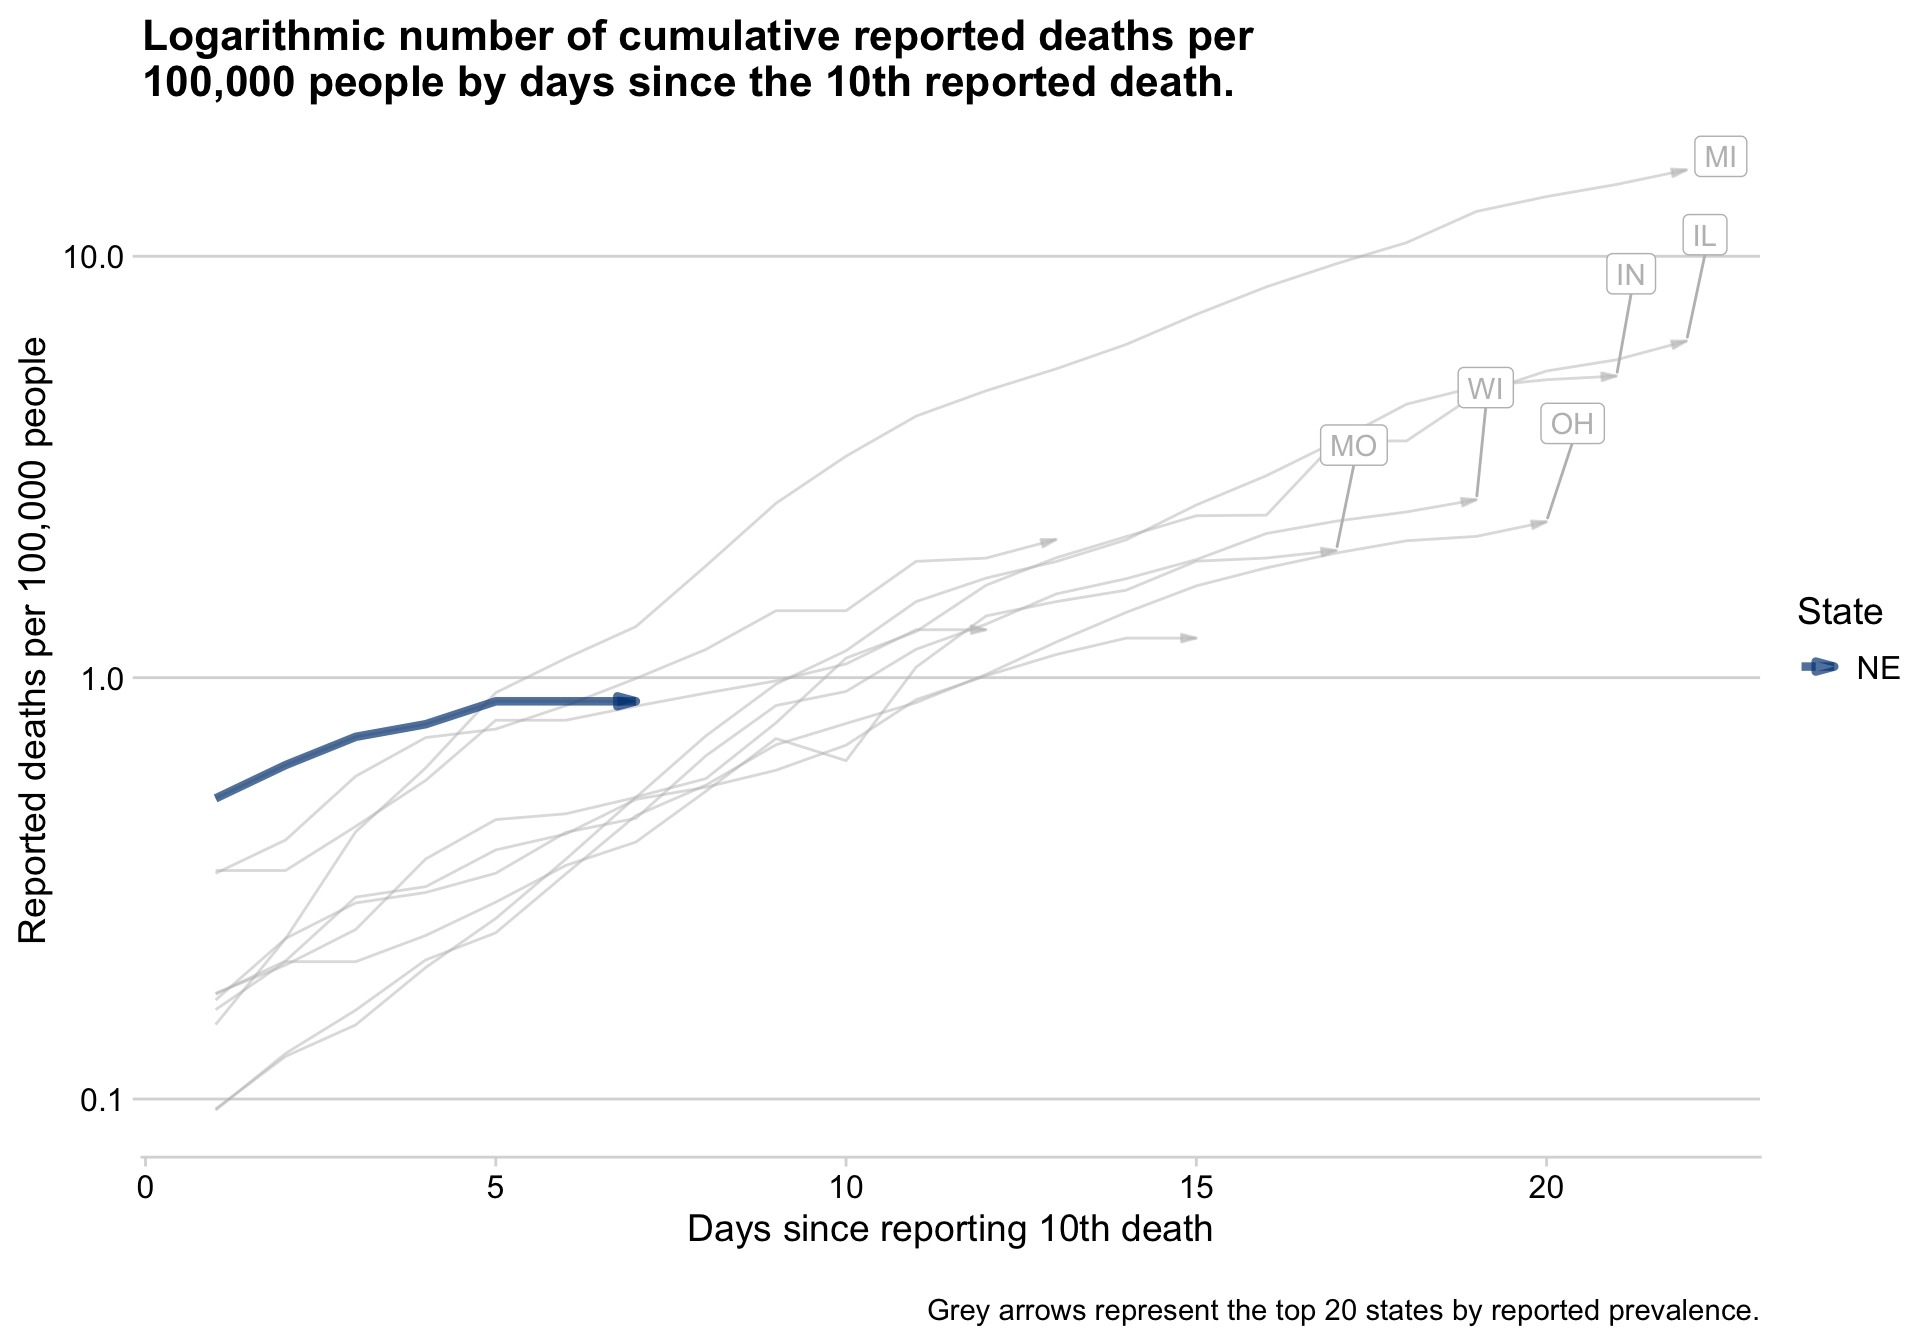 Logarithmic number of cumulative reported deaths per
100,000 people by days since the 10th reported death.
Reported deaths per 100,000 people
10.0
1.0
0.1
MI
IL
IN
WI
OH
MO
State
NE
0
5
10
15
20
Days since reporting 10th death
Grey arrows represent the top 20 states by reported prevalence.